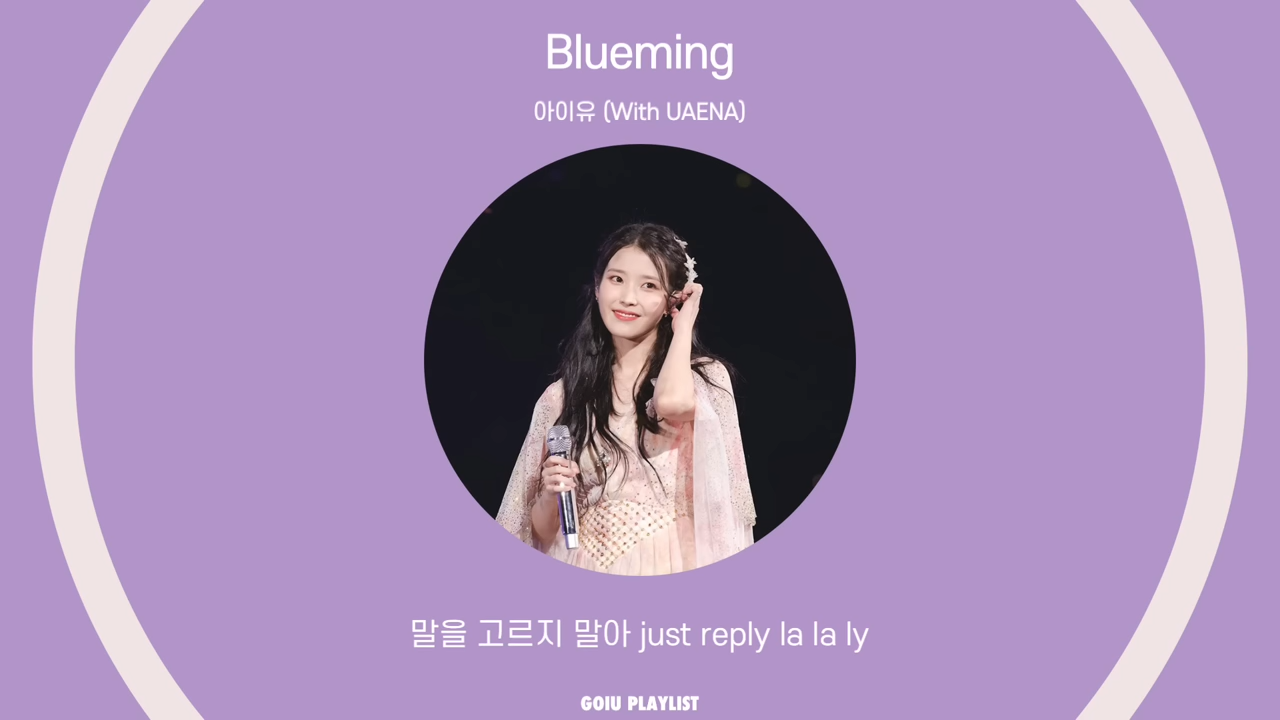 Blueming
아이유 (With UAENA)
말을 고르지 말아 just reply la la ly
GOIU PLAYLIST